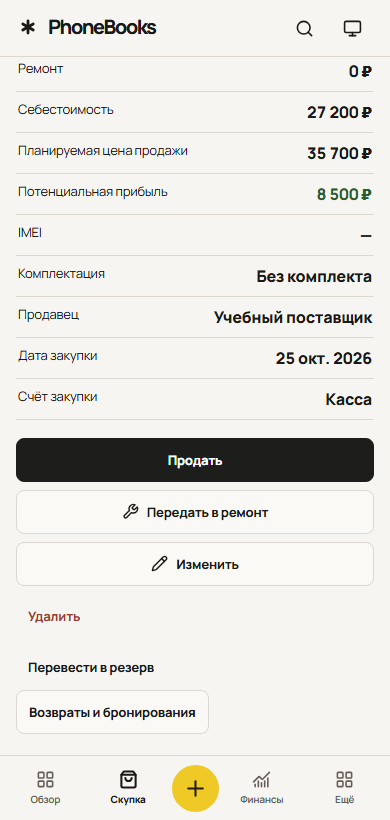 PhoneBooks
Ремонт 0 ₽
Себестоимость 27 200 ₽
Планируемая цена продажи 35 700 ₽
Потенциальная прибыль 8 500 ₽
IMEI —
Комплектация Без комплекта
Продавец Учебный поставщик
Дата закупки 25 окт. 2026
Счёт закупки Касса
Продать
Передать в ремонт
Изменить
Удалить
Перевести в резерв
Возвраты и бронирования
Обзор Скупка Финансы Ещё